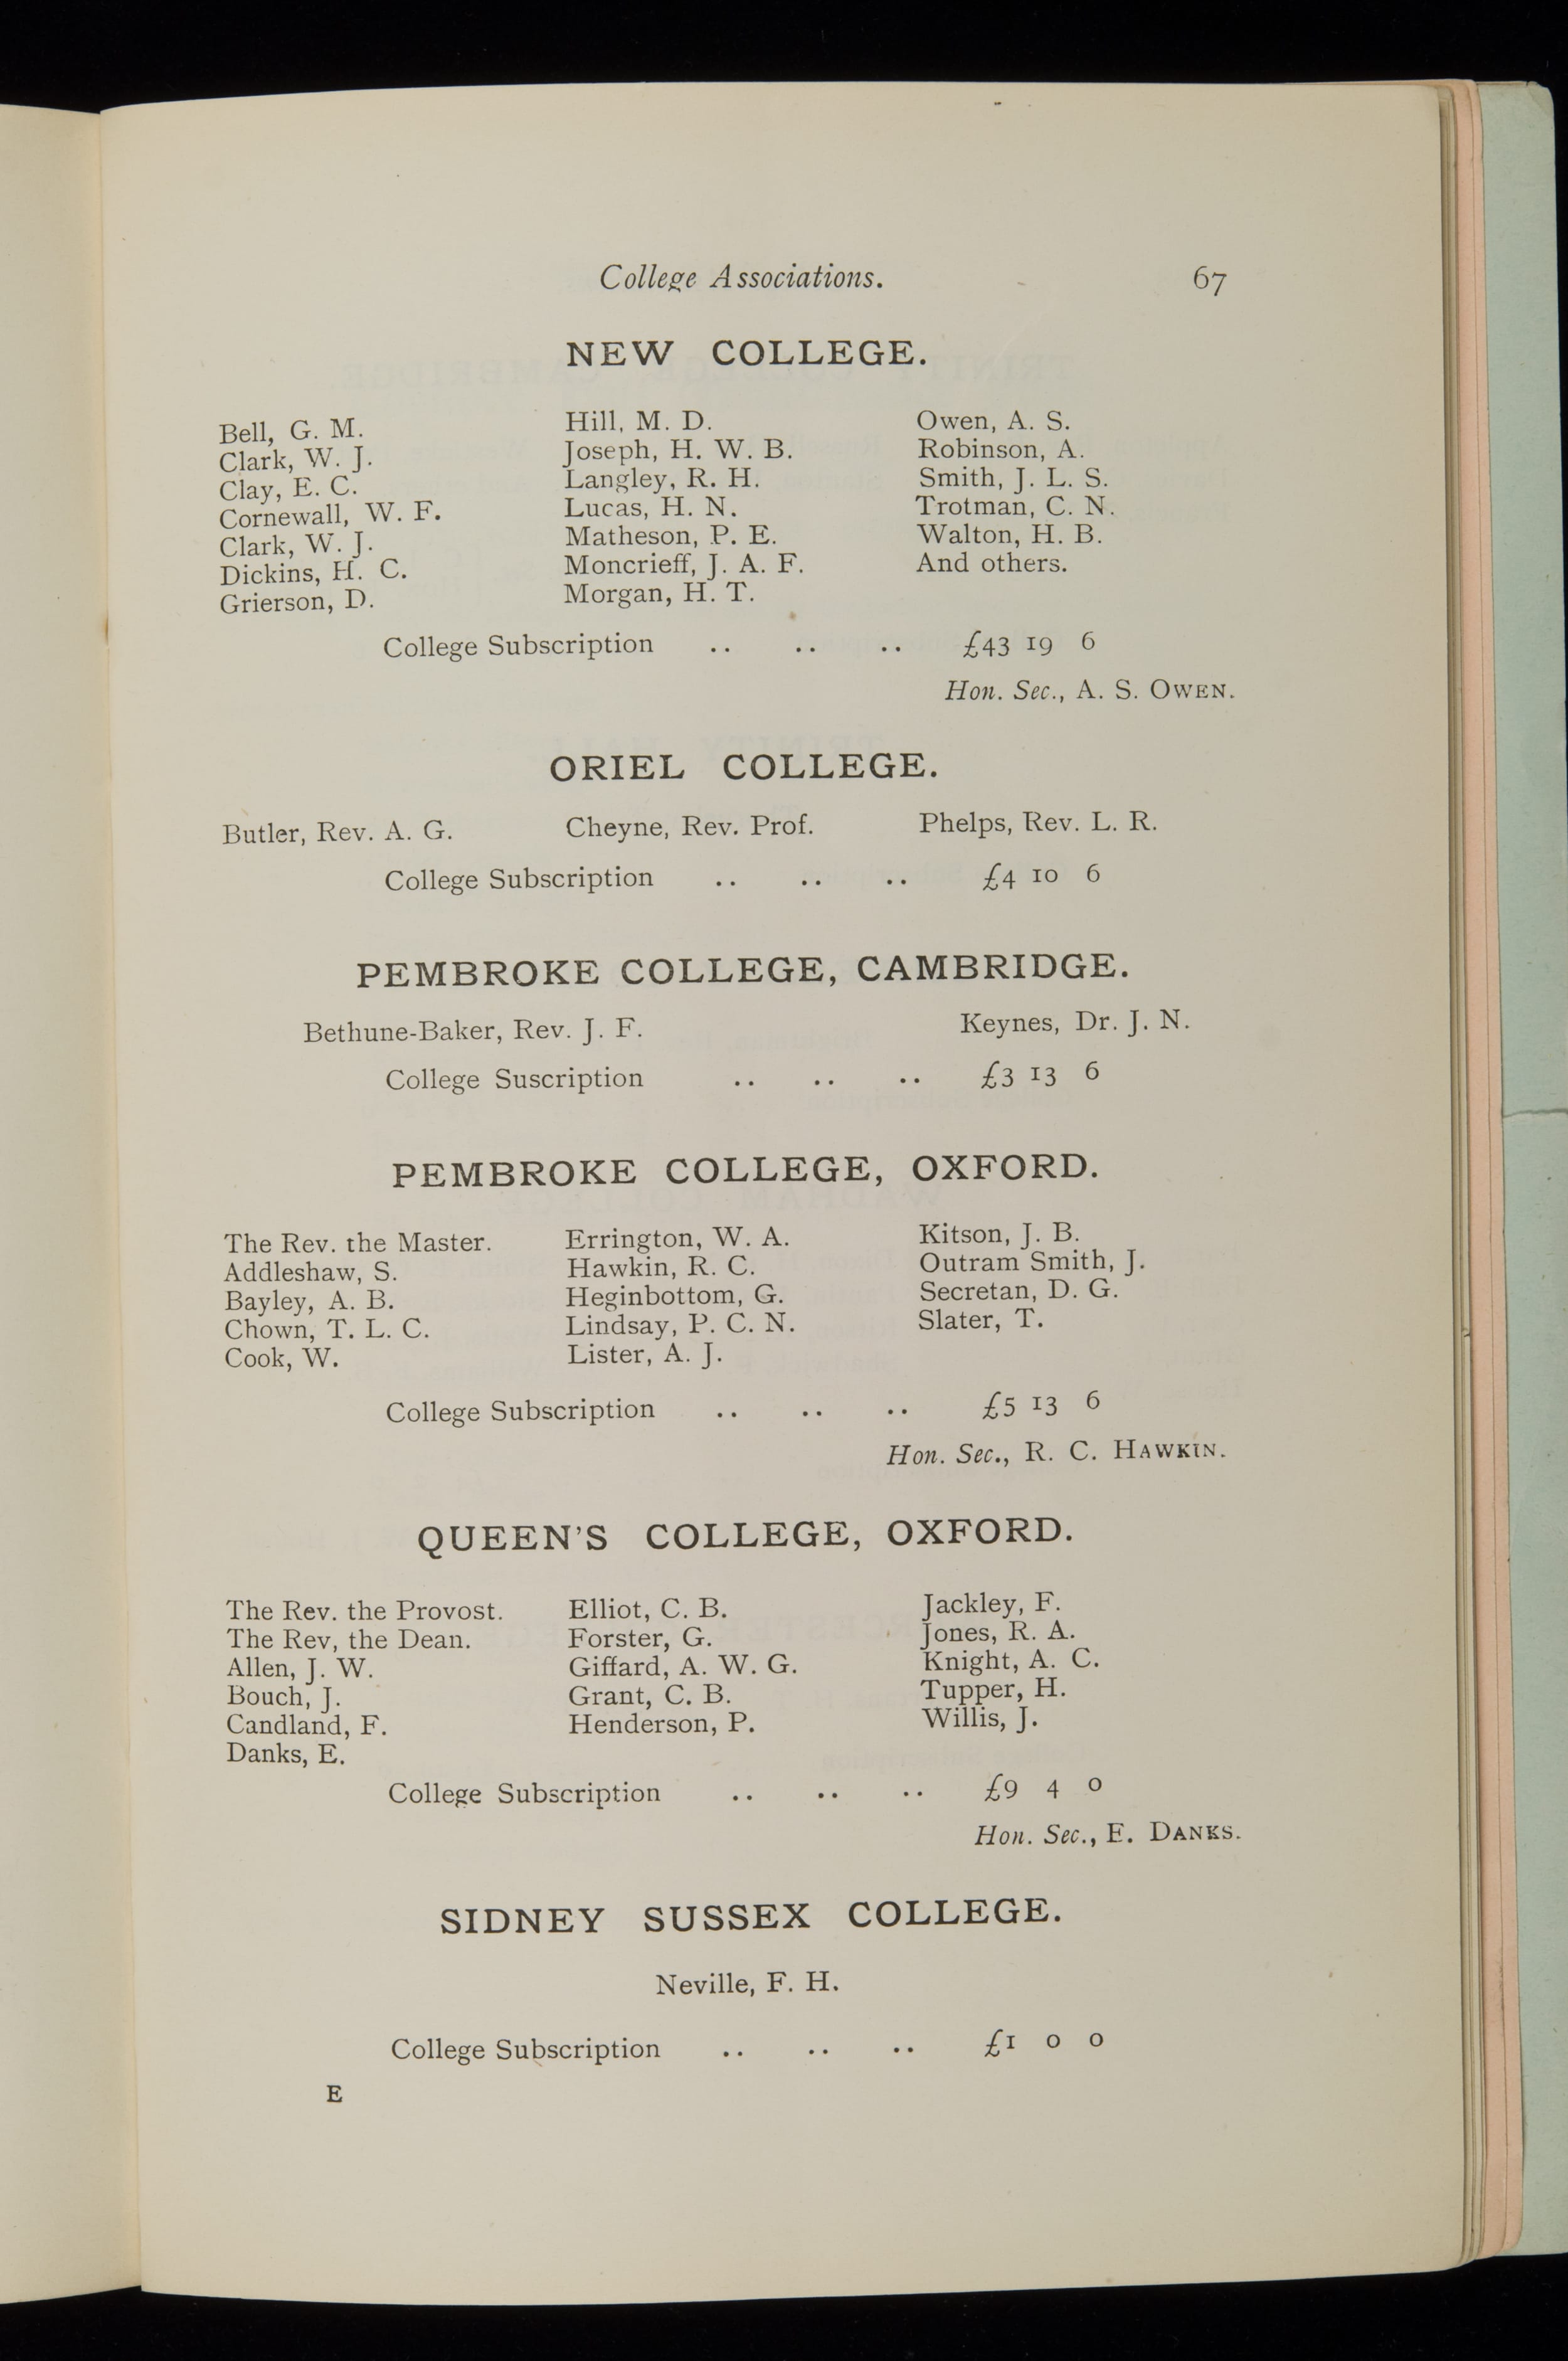 College Associations. 67
NEW COLLEGE.
Bell, G. M.
Clark, W. J.
Clay, E. C.
Cornewall, W. F.
Clark, W. J.
Dickins, H. C.
Grierson, D.
Hill, M. D.
Joseph, H. W. B.
Langley, R. H.
Lucas, H. N.
Matheson, P. E.
Moncrieff, J. A. F.
Morgan, H. T.
Owen, A. S.
Robinson, A.
Smith, J. L. S.
Trotman, C. N.
Walton, H. B.
And others.
College Subscription .. .. .. £43 19 6
Hon. Sec., A. S. OWEN.
ORIEL COLLEGE.
Butler, Rev. A. G. Cheyne, Rev. Prof. Phelps, Rev. L. R.
College Subscription .. .. .. £4 10 6
PEMBROKE COLLEGE, CAMBRIDGE.
Bethune-Baker, Rev. J. F. Keynes, Dr. J. N.
College Suscription .. .. .. £3 13 6
PEMBROKE COLLEGE, OXFORD.
The Rev. the Master.
Addleshaw, S.
Bayley, A. B.
Chown, T. L. C.
Cook, W.
Errington, W. A.
Hawkin, R. C.
Heginbottom, G.
Lindsay, P. C. N.
Lister, A. J.
Kitson, J. B.
Outram Smith, J.
Secretan, D. G.
Slater, T.
College Subscription .. .. .. £5 13 6
Hon. Sec., R. C. HAWKIN.
QUEEN'S COLLEGE, OXFORD.
The Rev. the Provost.
The Rev, the Dean.
Allen, J. W.
Bouch, J.
Candland, F.
Danks, E.
Elliot, C. B.
Forster, G.
Giffard, A. W. G.
Grant, C. B.
Henderson, P.
Jackley, F.
Jones, R. A.
Knight, A. C.
Tupper, H.
Willis, J.
College Subscription .. .. .. £9 4 0
Hon. Sec., E. DANKS.
SIDNEY SUSSEX COLLEGE.
Neville, F. H.
College Subscription .. .. .. £1 0 0
E